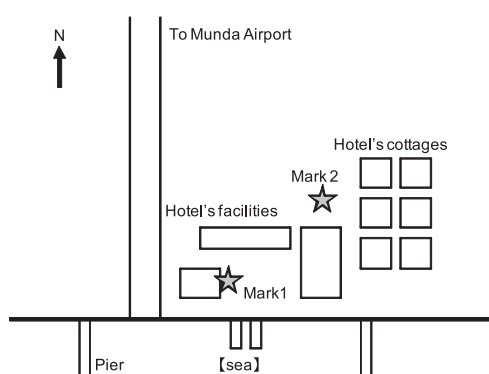 N
To Munda Airport
Hotel's cottages
Mark 2
Hotel's facilities
Mark1
Pier
【sea】